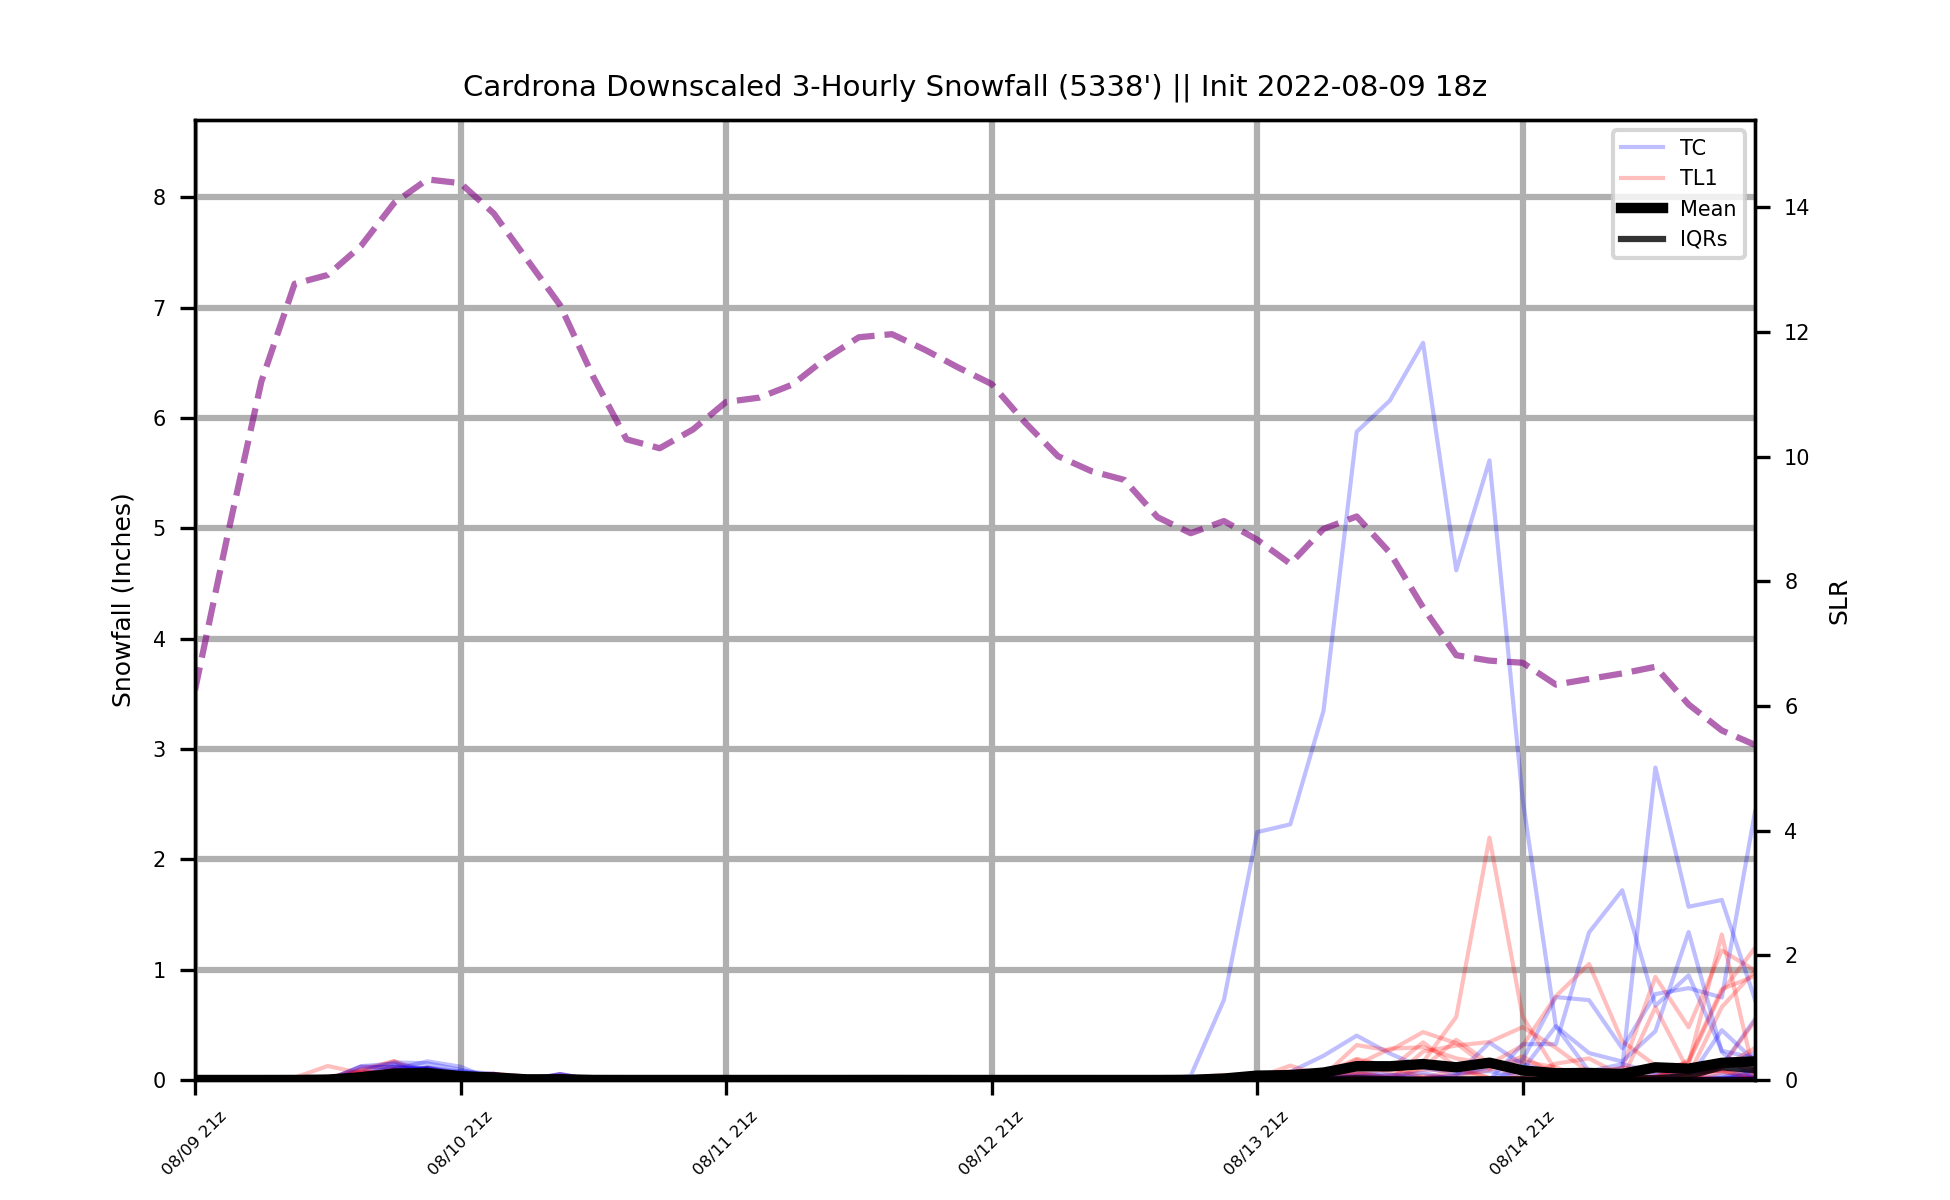 Cardrona Downscaled 3-Hourly Snowfall (5338') || Init 2022-08-09 18z
TC
TL1
Mean
IQRs
Snowfall (Inches)
8
7
6
5
4
3
2
1
0
14
12
10
8
6
4
2
0
SLR
08/09 21z
08/10 21z
08/11 21z
08/12 21z
08/13 21z
08/14 21z